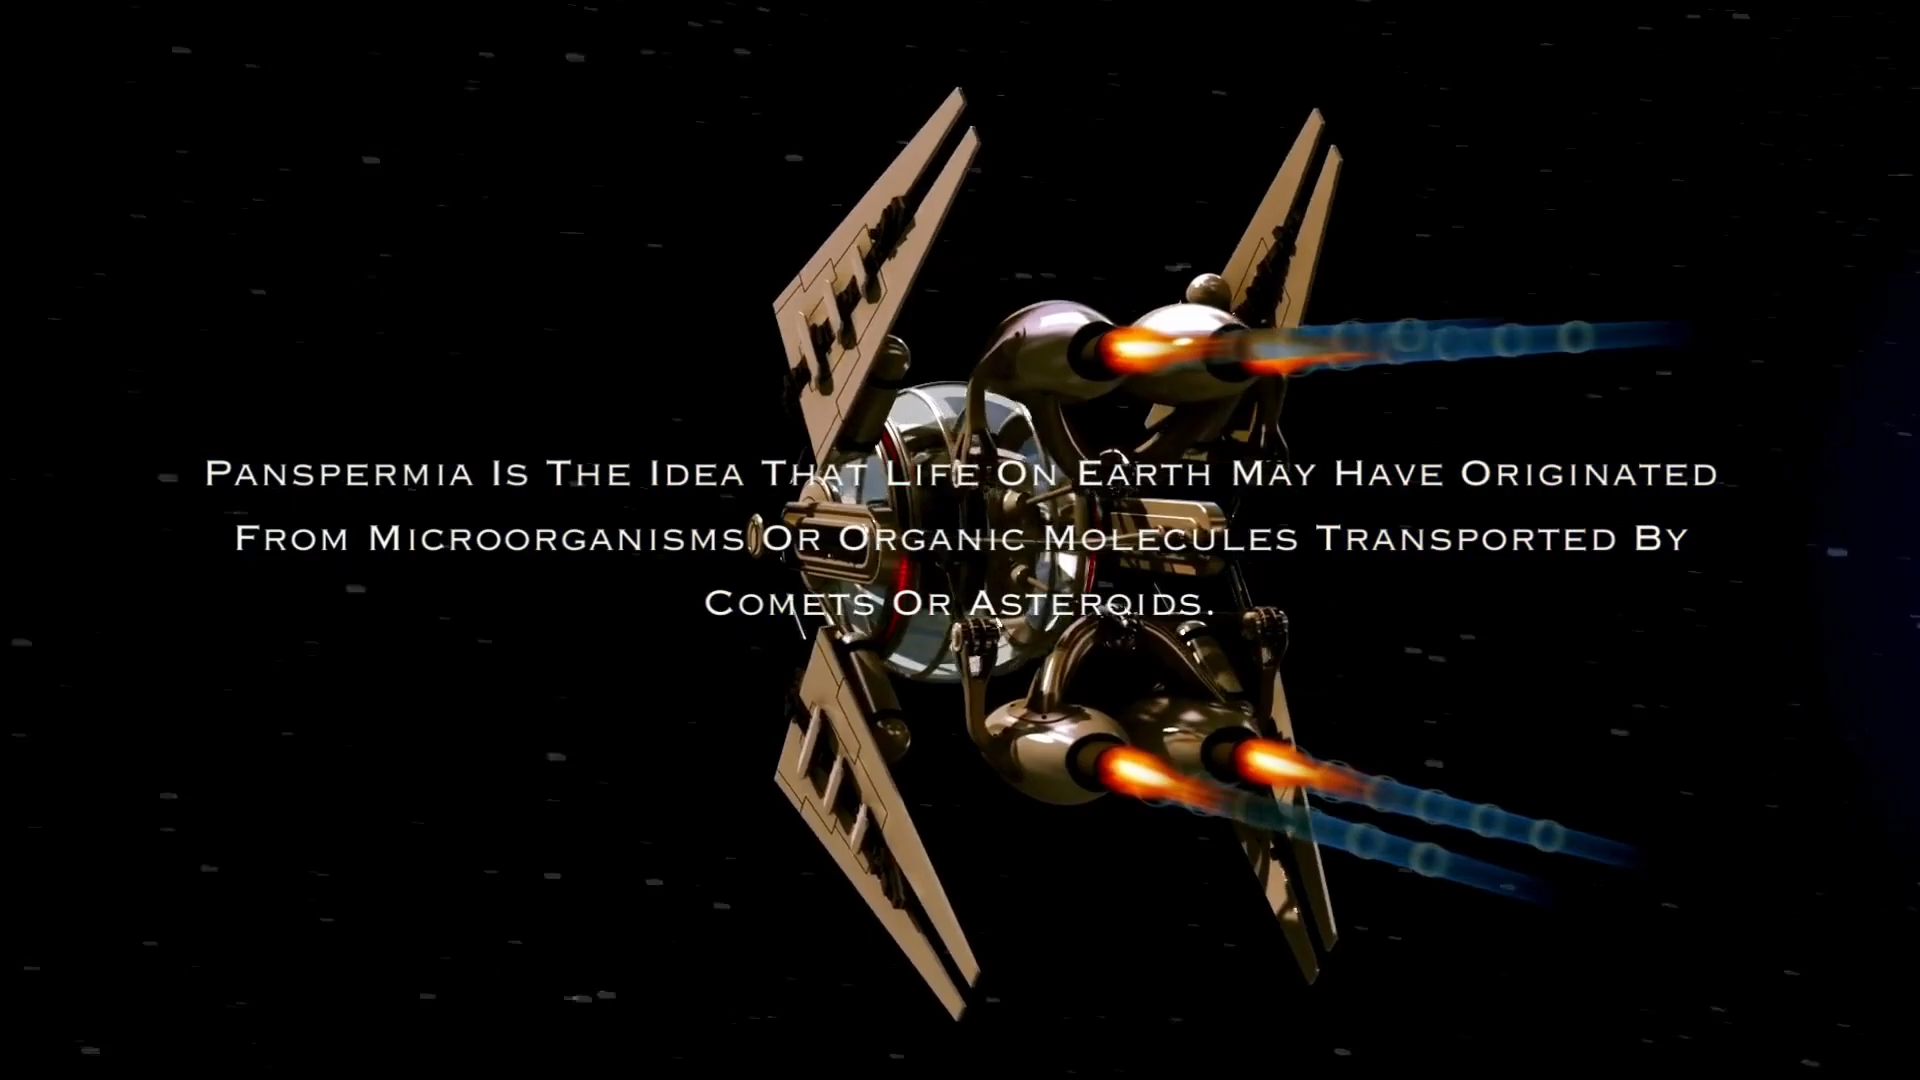 Panspermia Is The Idea That Life On Earth May Have Originated
From Microorganisms Or Organic Molecules Transported By
Comets Or Asteroids.